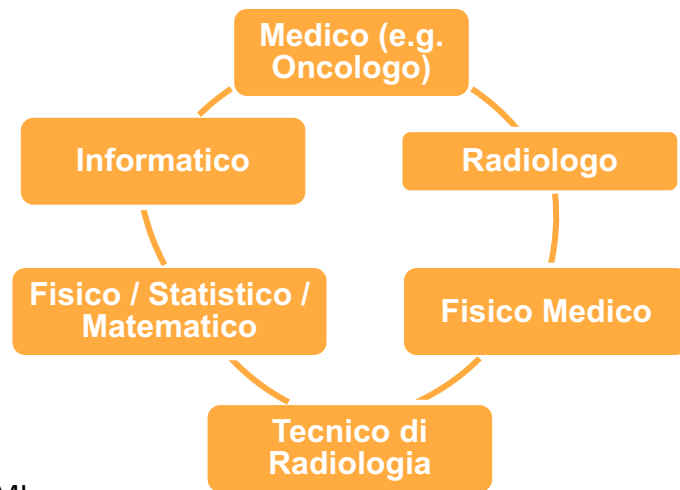 Medico (e.g.
Oncologo)
Informatico
Radiologo
Fisico / Statistico /
Matematico
Fisico Medico
Tecnico di
Radiologia